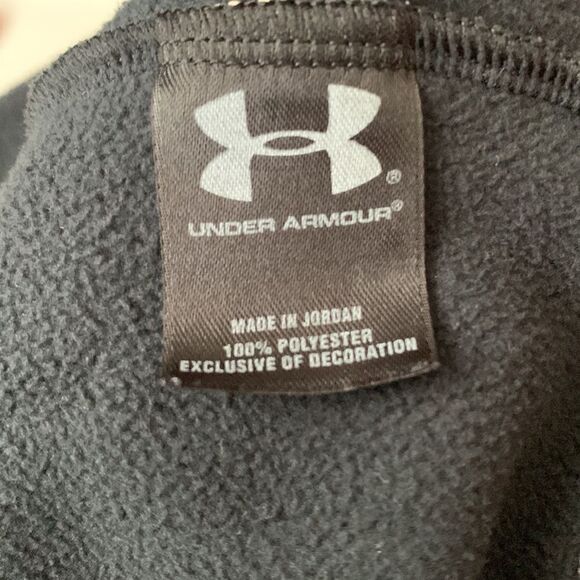 ®
UNDER ARMOUR®
MADE IN JORDAN
100% POLYESTER
EXCLUSIVE OF DECORATION